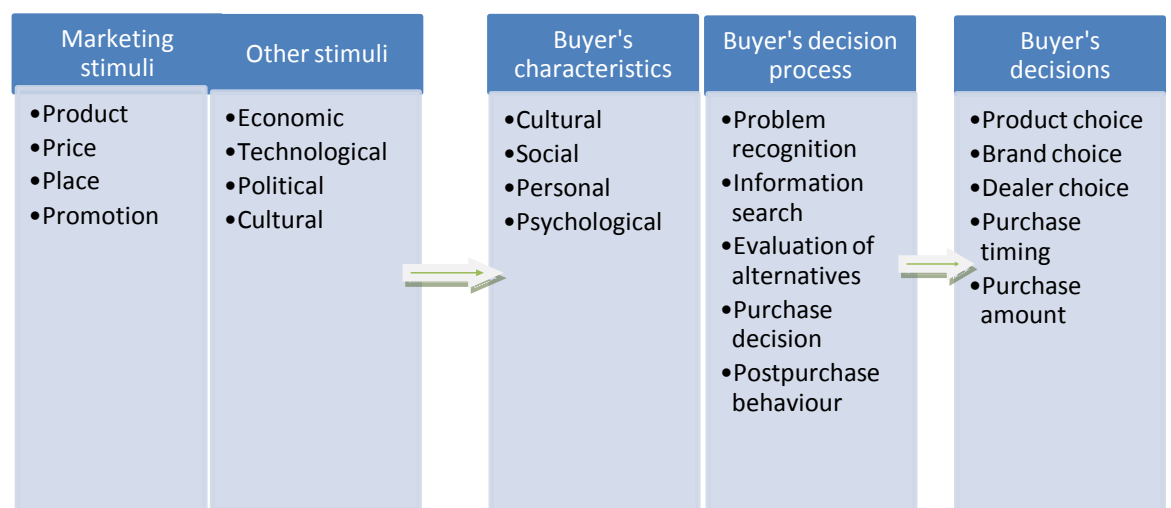 Marketing
stimuli
•Product
•Price
•Place
•Promotion
Other stimuli
•Economic
•Technological
•Political
•Cultural
Buyer's
characteristics
•Cultural
•Social
•Personal
•Psychological
Buyer's decision
process
•Problem
recognition
•Information
search
•Evaluation of
alternatives
•Purchase
decision
•Postpurchase
behaviour
Buyer's
decisions
•Product choice
•Brand choice
•Dealer choice
•Purchase
timing
•Purchase
amount